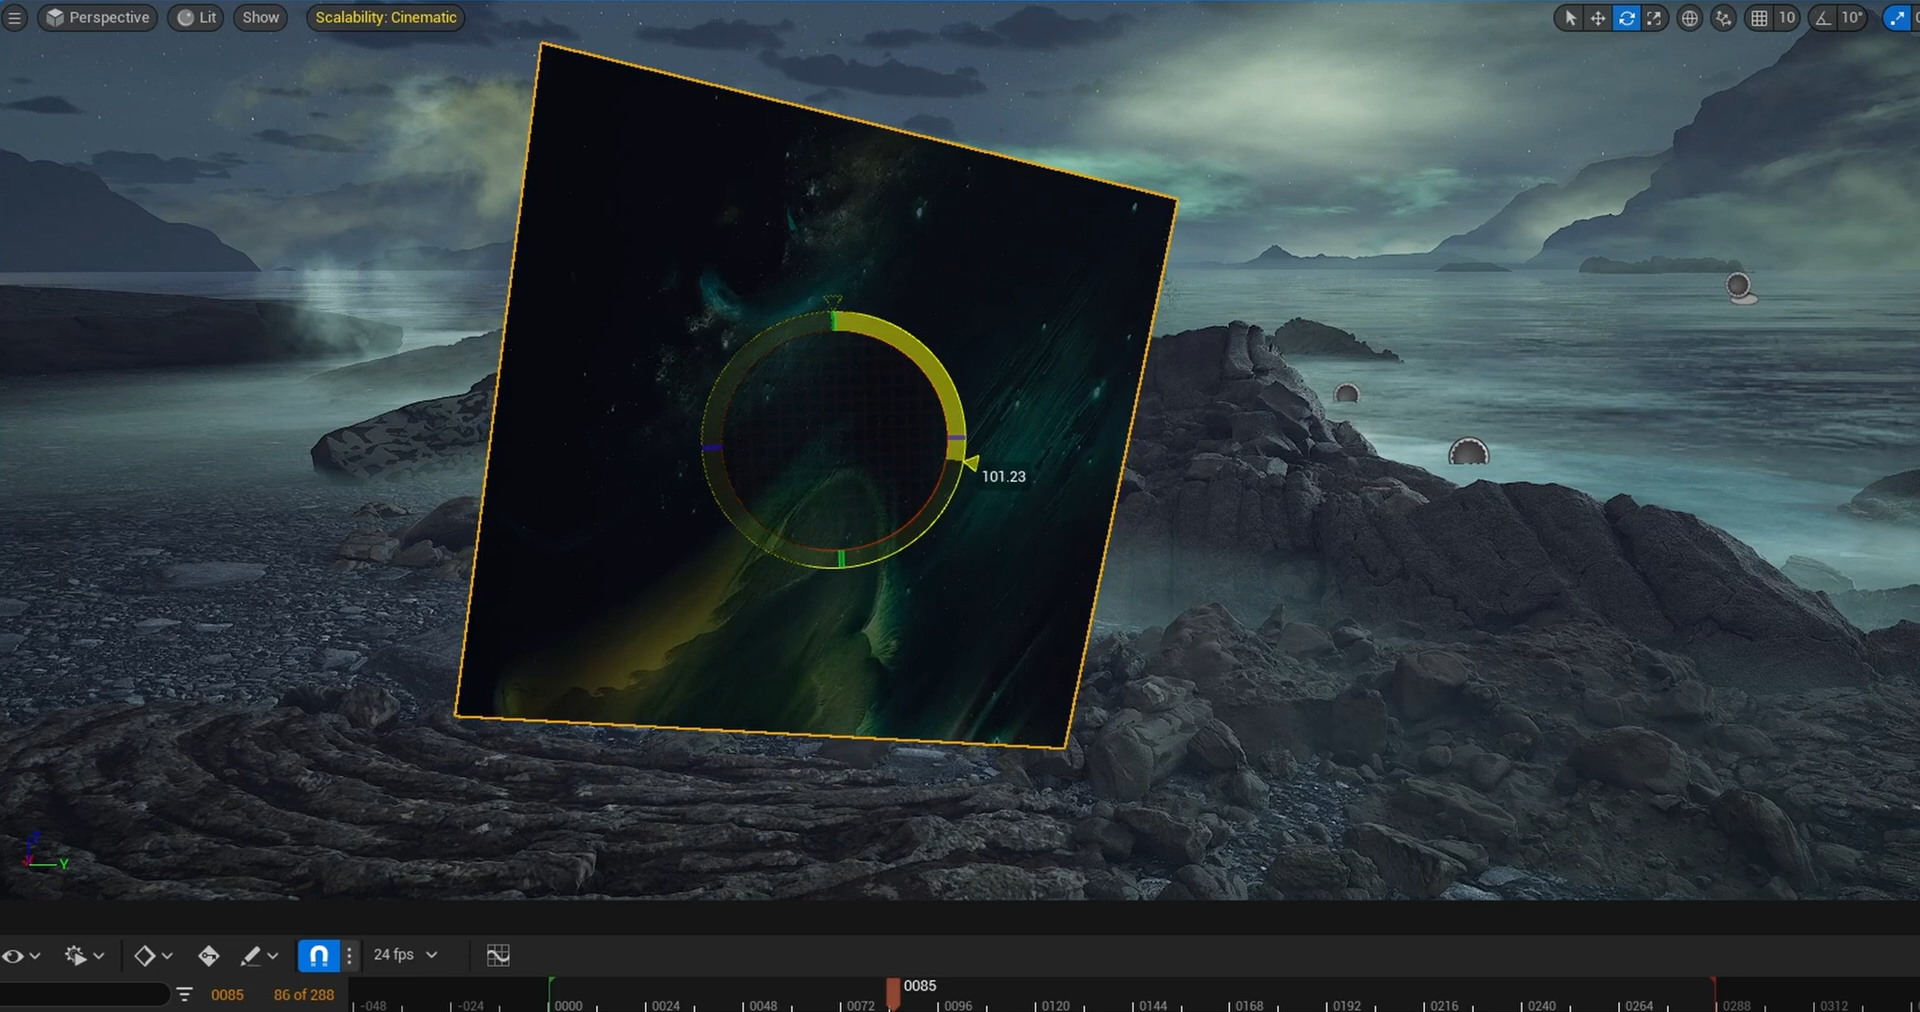 Perspective Lit Show Scalability: Cinematic 10 10°
101.23
Z
Y
24 fps
0085 86 of 288 0085
-048 -024 0000 0024 0048 0072 0096 0120 0144 0168 0192 0216 0240 0264 0288 0312